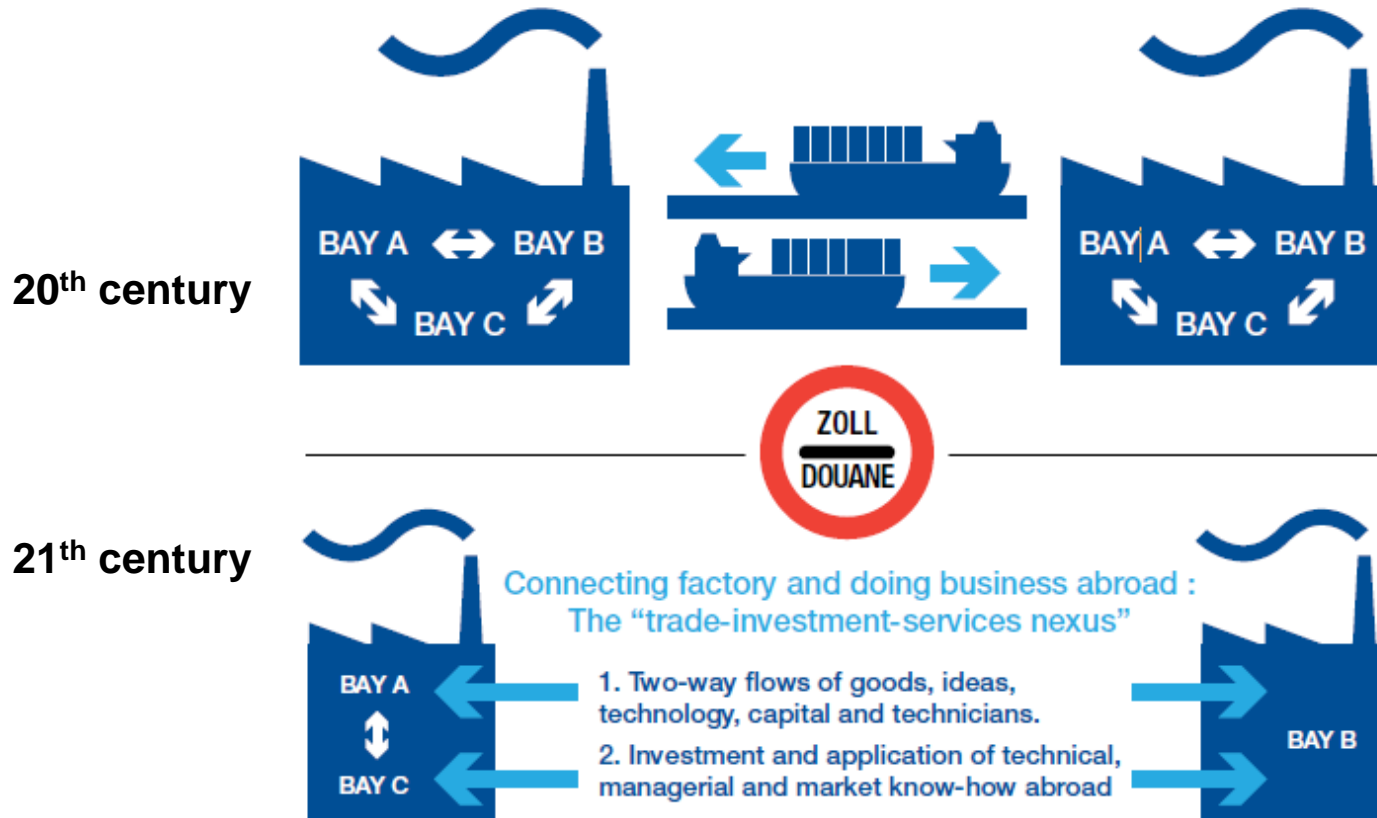 20th century
BAY A BAY B
BAY C
BAY A BAY B
BAY C
ZOLL
DOUANE
21th century
Connecting factory and doing business abroad :
The “trade-investment-services nexus”
BAY A
BAY C
1. Two-way flows of goods, ideas,
technology, capital and technicians.
2. Investment and application of technical,
managerial and market know-how abroad
BAY B